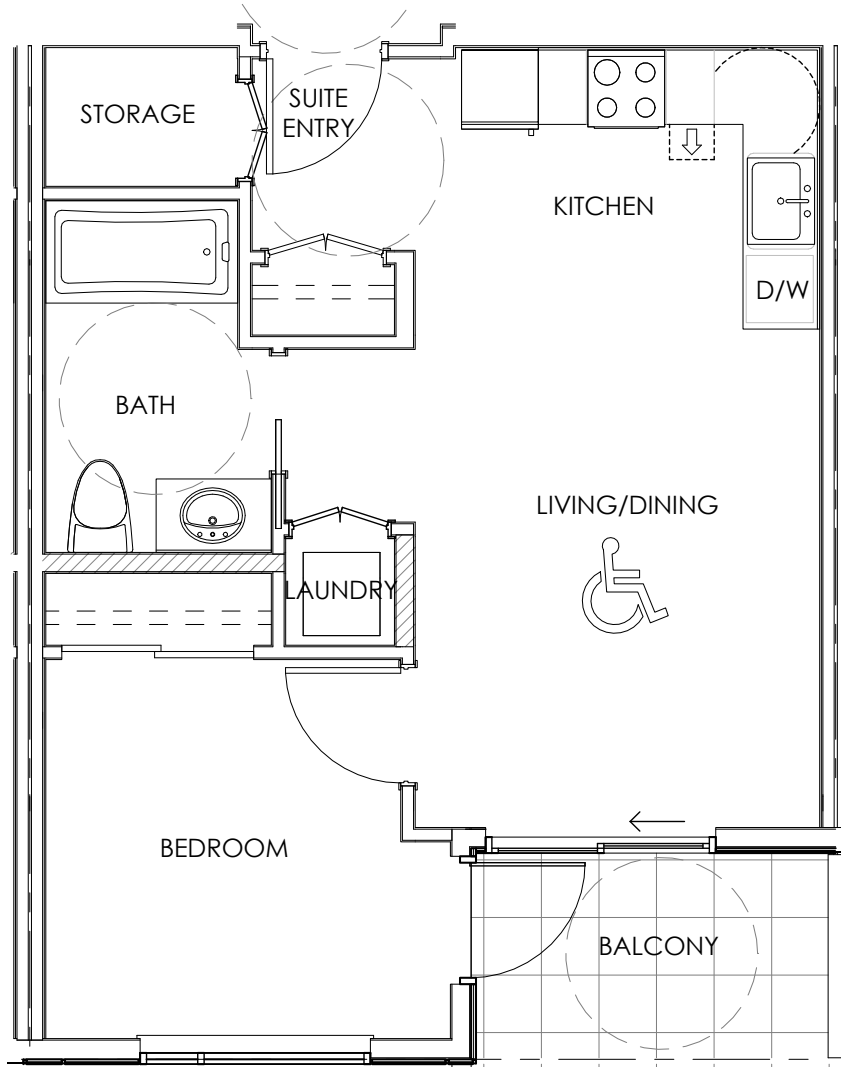 STORAGE
SUITE
ENTRY
KITCHEN
D/W
BATH
LIVING/DINING
LAUNDRY
BEDROOM
BALCONY